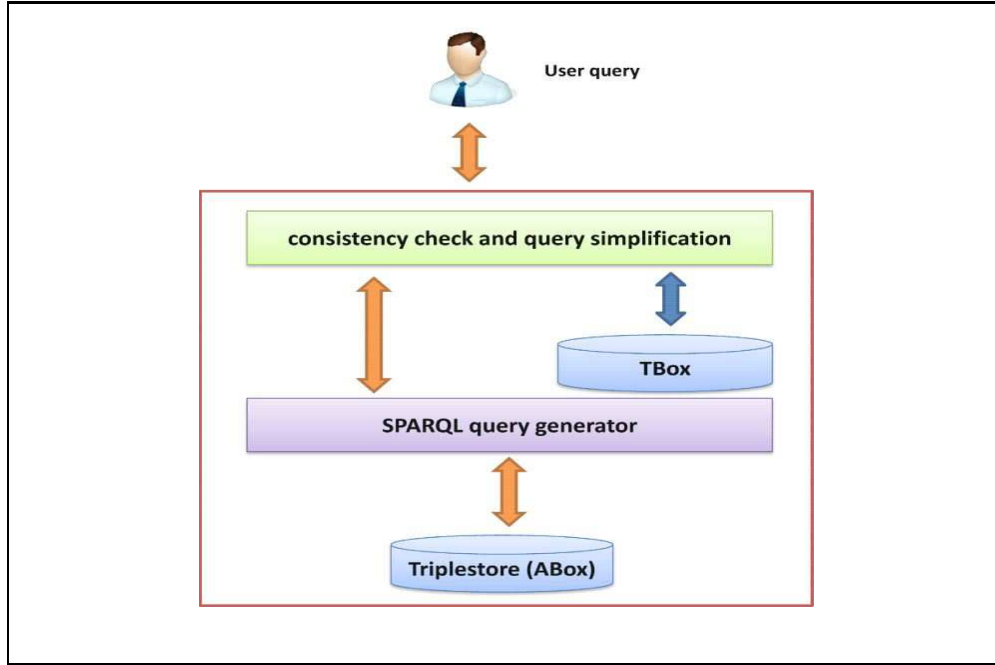 User query
consistency check and query simplification
TBox
SPARQL query generator
Triplestore (ABox)